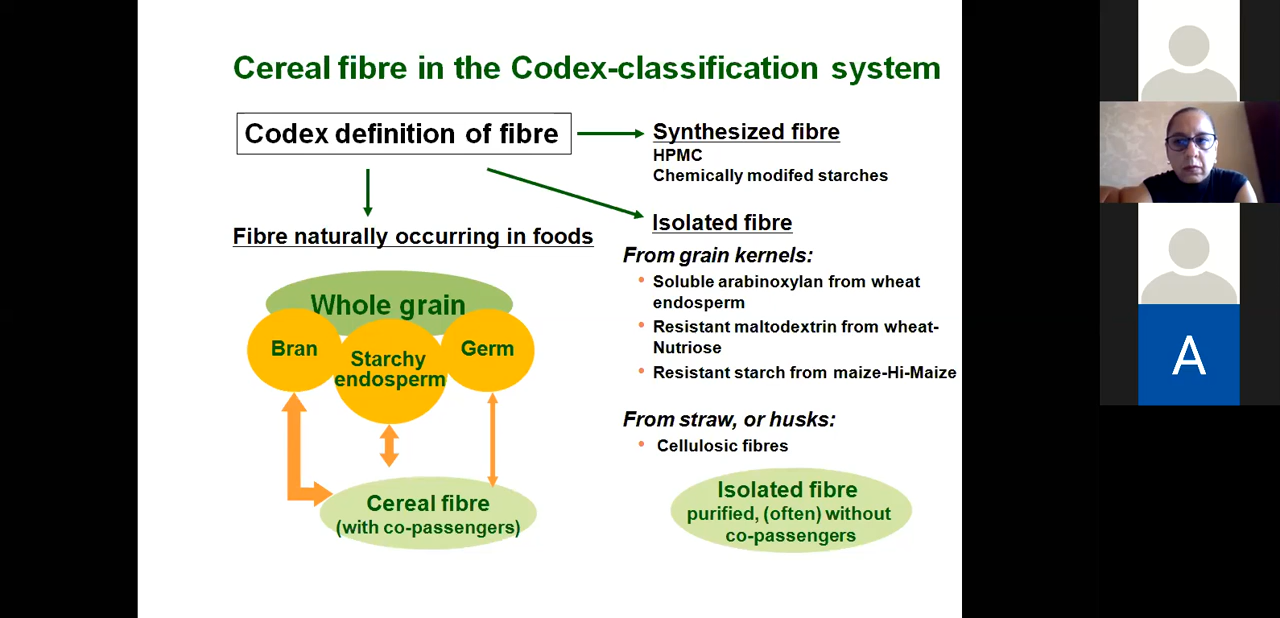 Cereal fibre in the Codex-classification system
Codex definition of fibre
Synthesized fibre
HPMC
Chemically modifed starches
Fibre naturally occurring in foods
Whole grain
Bran
Starchy
endosperm
Germ
Cereal fibre
(with co-passengers)
Isolated fibre
From grain kernels:
• Soluble arabinoxylan from wheat
endosperm
• Resistant maltodextrin from wheat-
Nutriose
• Resistant starch from maize-Hi-Maize
From straw, or husks:
• Cellulosic fibres
Isolated fibre
purified, (often) without
co-passengers
A